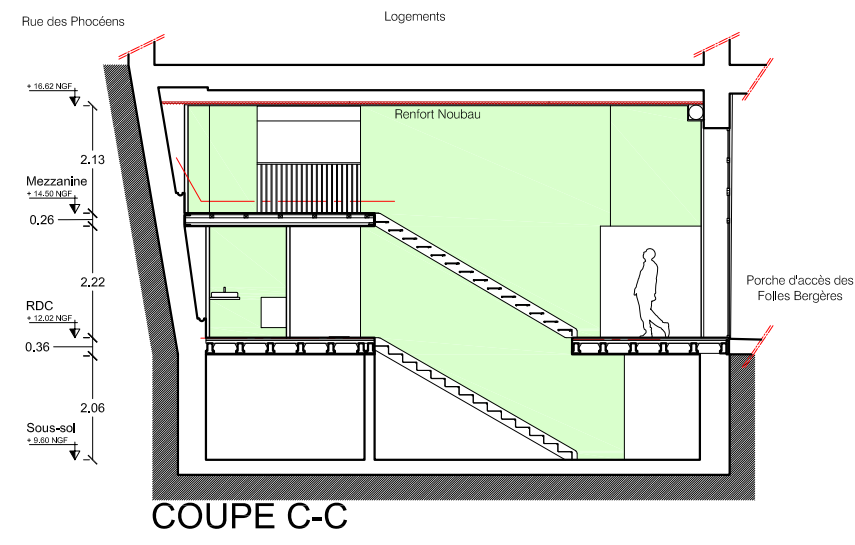 Rue des Phocéens
Logements
+ 16.62 NGF
Renfort Noubau
2.13
Mezzanine
+ 14.50 NGF
0.26
2.22
Porche d'accès des
Folles Bergères
RDC
+ 12.02 NGF
0.36
2.06
Sous-sol
+ 9.60 NGF
COUPE C-C